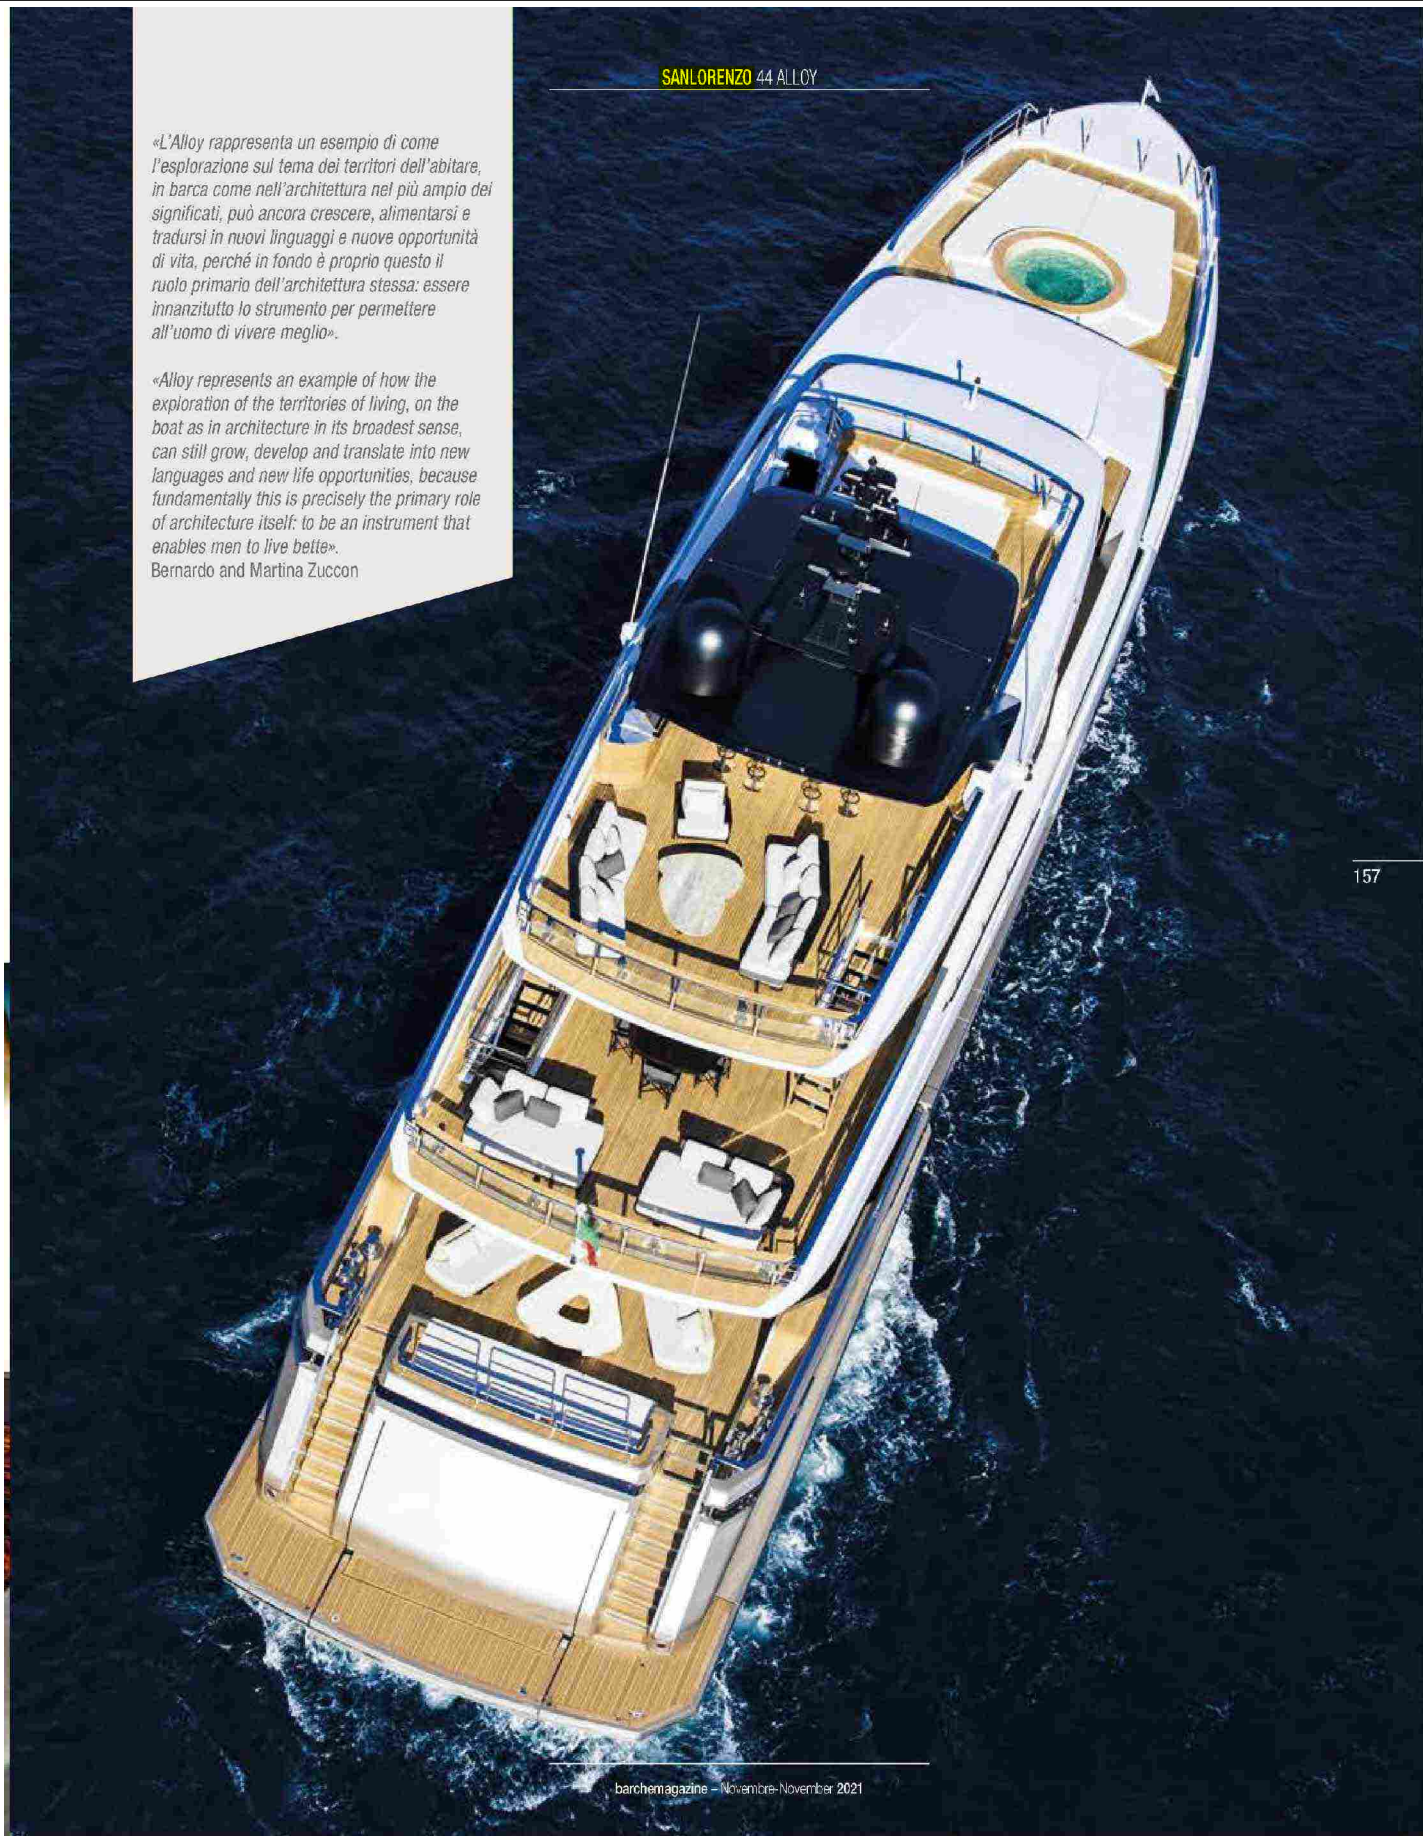 SANLORENZO 44 ALLOY
«L'Alloy rappresenta un esempio di come
l'esplorazione sul tema dei territori dell'abitare,
in barca come nell'architettura nel più ampio dei
significati, può ancora crescere, alimentarsi e
tradursi in nuovi linguaggi e nuove opportunità
di vita, perché in fondo è proprio questo il
ruolo primario dell'architettura stessa: essere
innanzitutto lo strumento per permettere
all'uomo di vivere meglio».
«Alloy represents an example of how the
exploration of the territories of living, on the
boat as in architecture in its broadest sense,
can still grow, develop and translate into new
languages and new life opportunities, because
fundamentally this is precisely the primary role
of architecture itself: to be an instrument that
enables men to live bette».
Bernardo and Martina Zuccon
157
barchemagazine – Novembre-November 2021